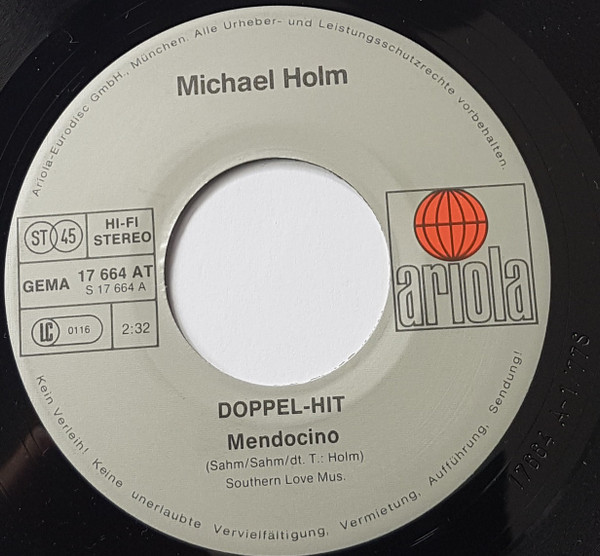 Ariola-Eurodisc GmbH., München. Alle Urheber- und Leistungsschutzrechte vorbehalten.
Michael Holm
ST 45
HI-FI
STEREO
GEMA
17 664 AT
S 17 664 A
LC 0116
2:32
ariola
DOPPEL-HIT
Mendocino
(Sahm/Sahm/dt. T.: Holm)
Southern Love Mus.
Kein Verleih! Keine unerlaubte Vervielfältigung, Vermietung, Aufführung, Sendung!